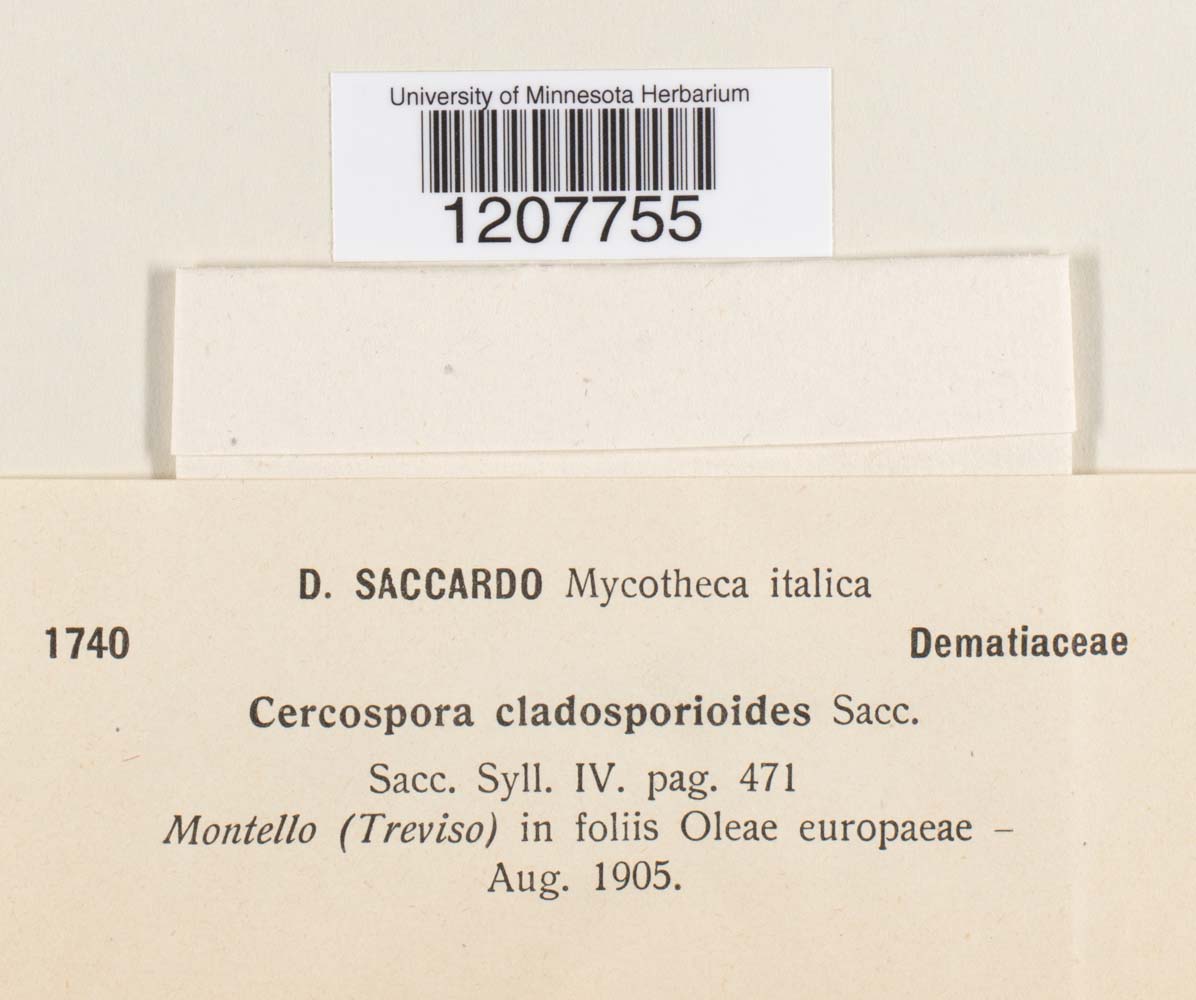 University of Minnesota Herbarium
1207755
D. SACCARDO Mycotheca italica
1740 Dematiaceae
Cercospora cladosporioides Sacc.
Sacc. Syll. IV. pag. 471
Montello (Treviso) in foliis Oleae europaeae –
Aug. 1905.